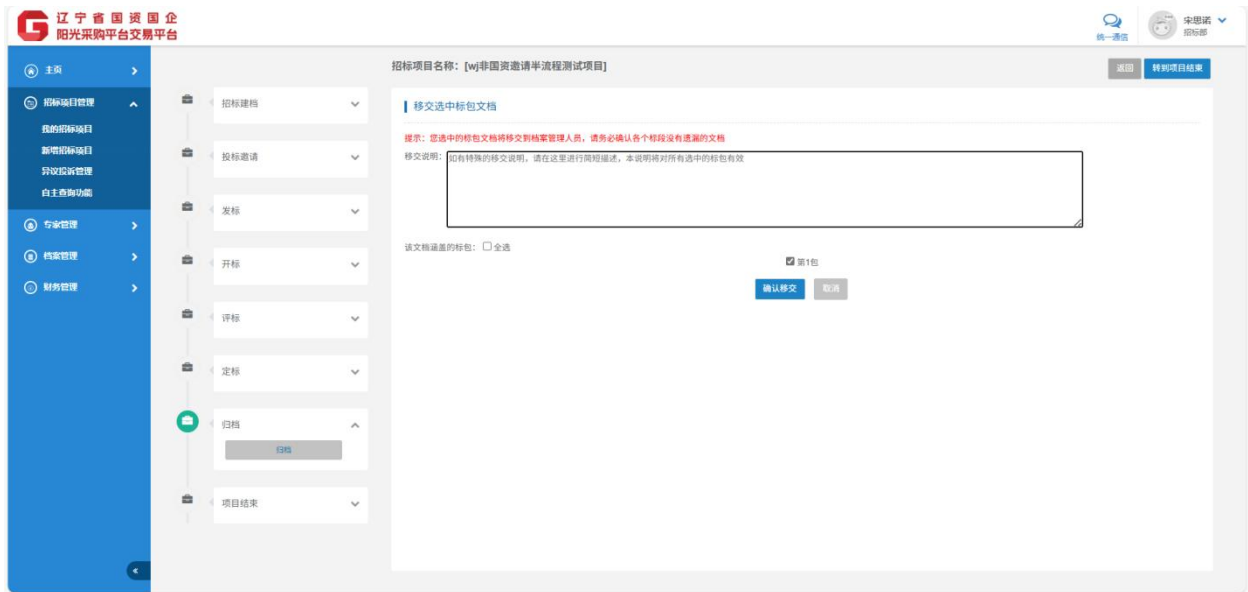 辽宁省国资国企
阳光采购平台交易平台
统一通信
宋思诺
招标部
主页
招标项目管理
我的招标项目
新增招标项目
异议投诉管理
自主查询功能
专家管理
档案管理
财务管理
招标项目名称：[wj非国资邀请半流程测试项目]
返回
转到项目结束
招标建档
投标邀请
发标
开标
评标
定标
归档
归档
项目结束
移交选中标包文档
提示：您选中的标包文档将移交到档案管理人员，请务必确认各个标段没有遗漏的文档
移交说明：
如有特殊的移交说明，请在这里进行简短描述，本说明将对所有选中的标包有效
该文档涵盖的标包： 全选
第1包
确认移交
取消